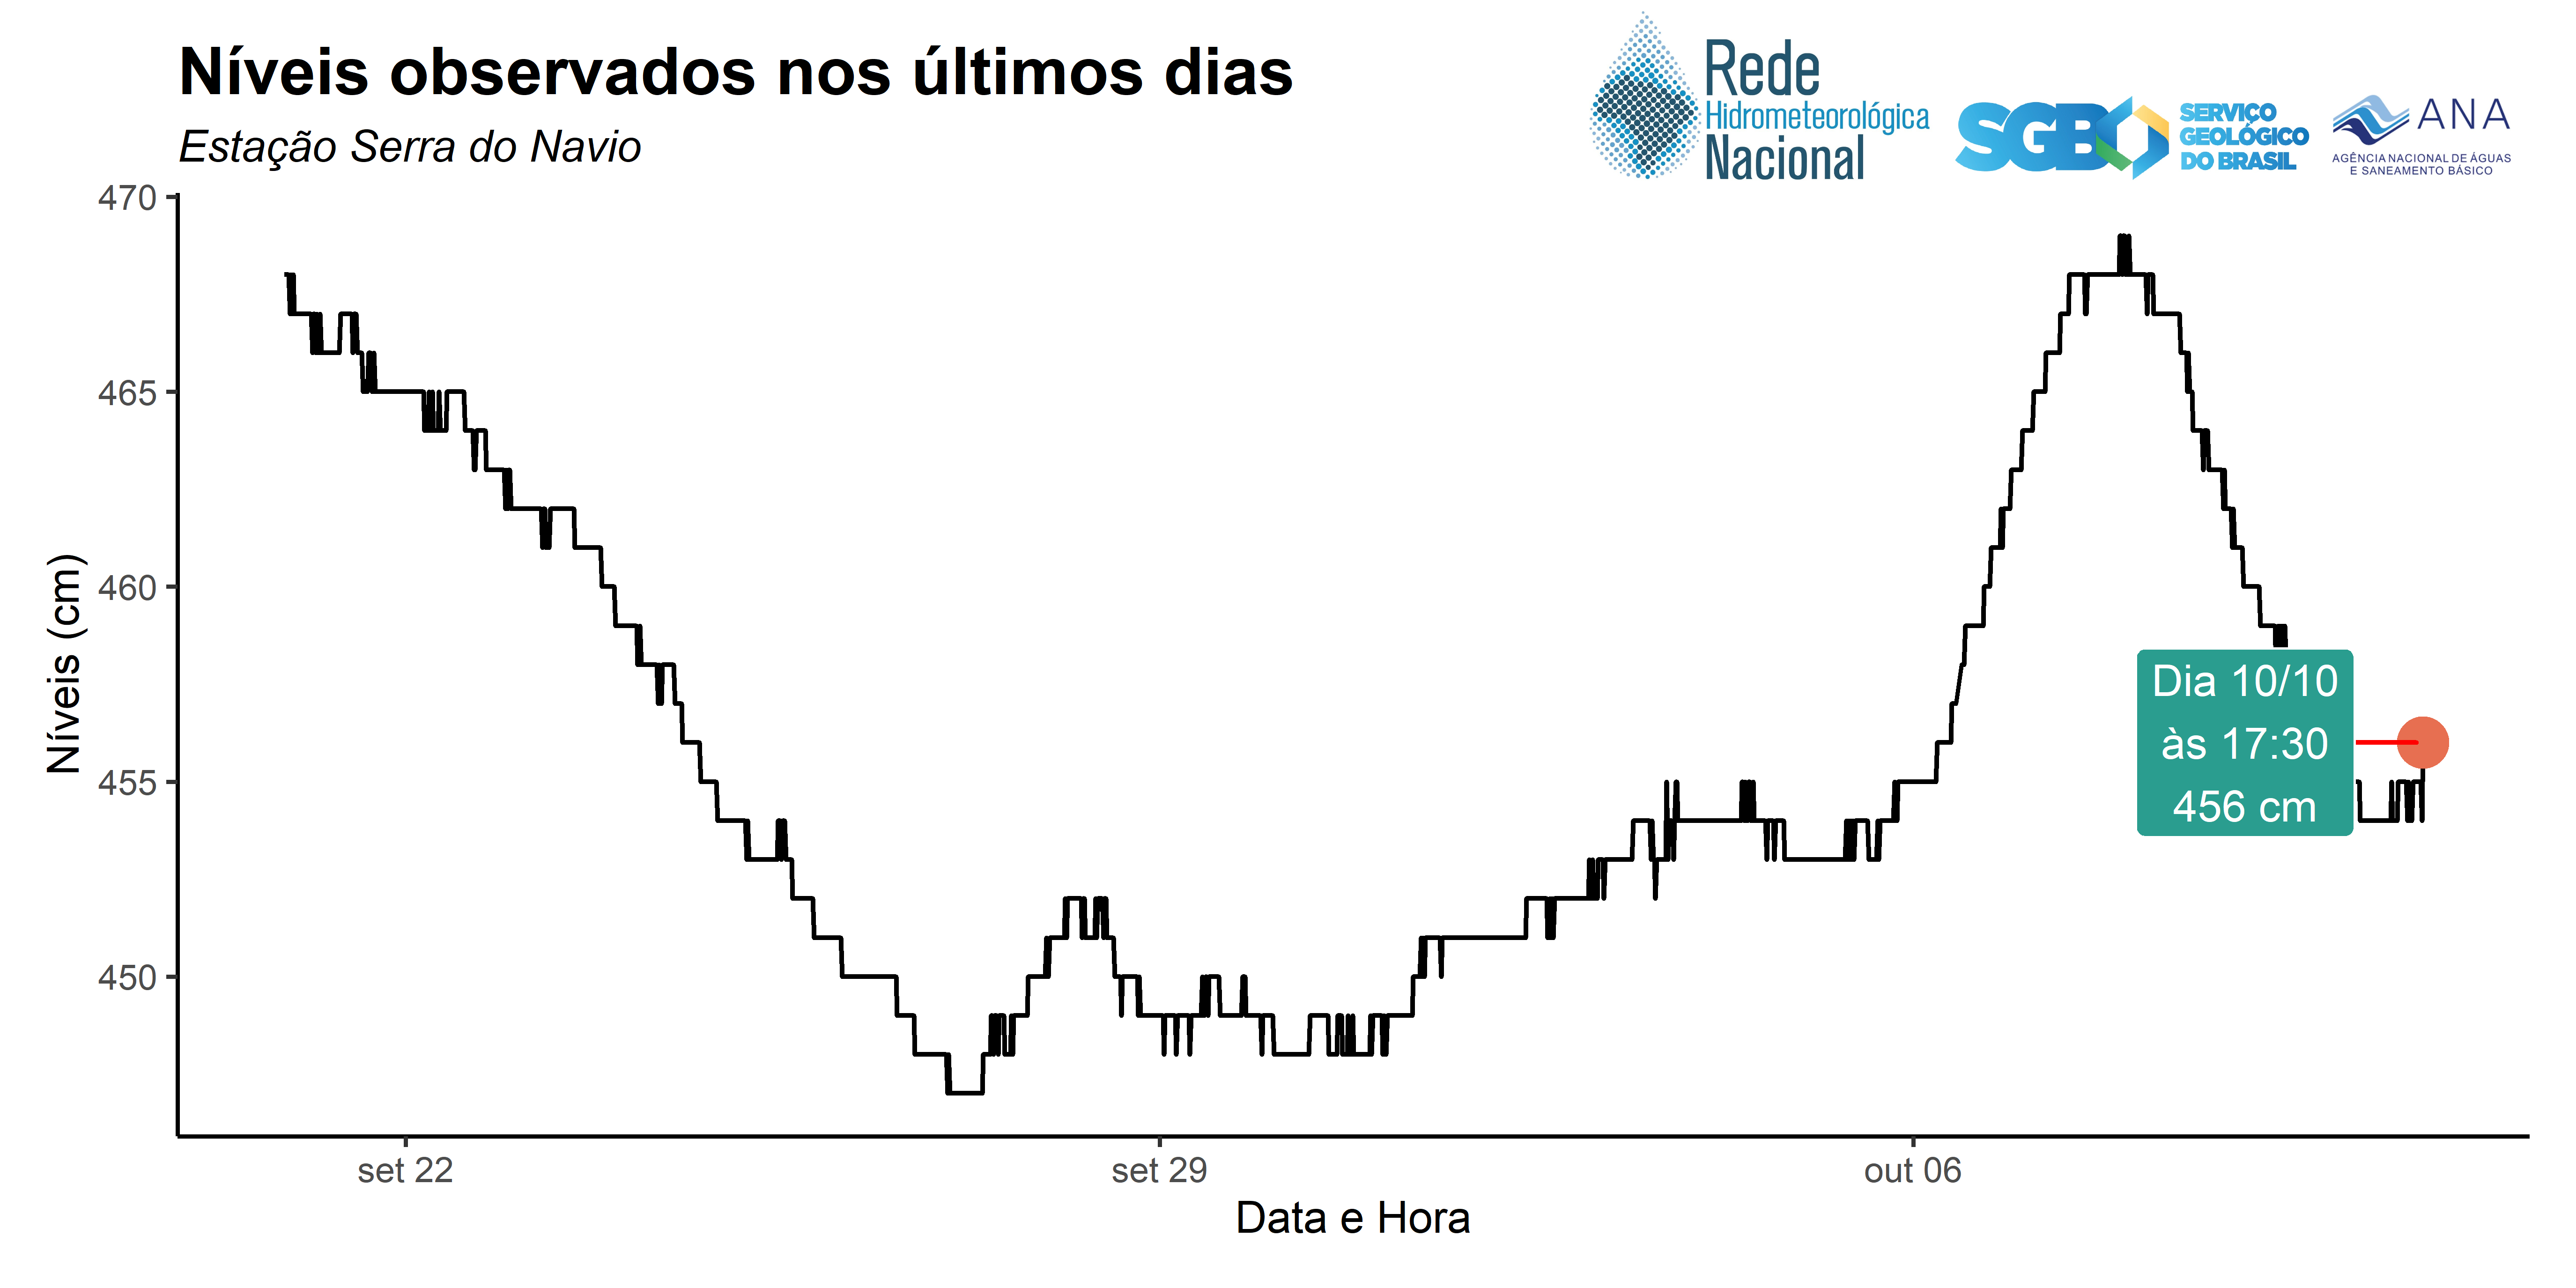 Níveis observados nos últimos dias
Estação Serra do Navio
Rede
Hidrometeorológica
Nacional
SGB
SERVIÇO
GEOLÓGICO
DO BRASIL
ANA
AGÊNCIA NACIONAL DE ÁGUAS
E SANEAMENTO BÁSICO
470
465
460
455
450
Níveis (cm)
Dia 10/10
às 17:30
456 cm
set 22
set 29
out 06
Data e Hora